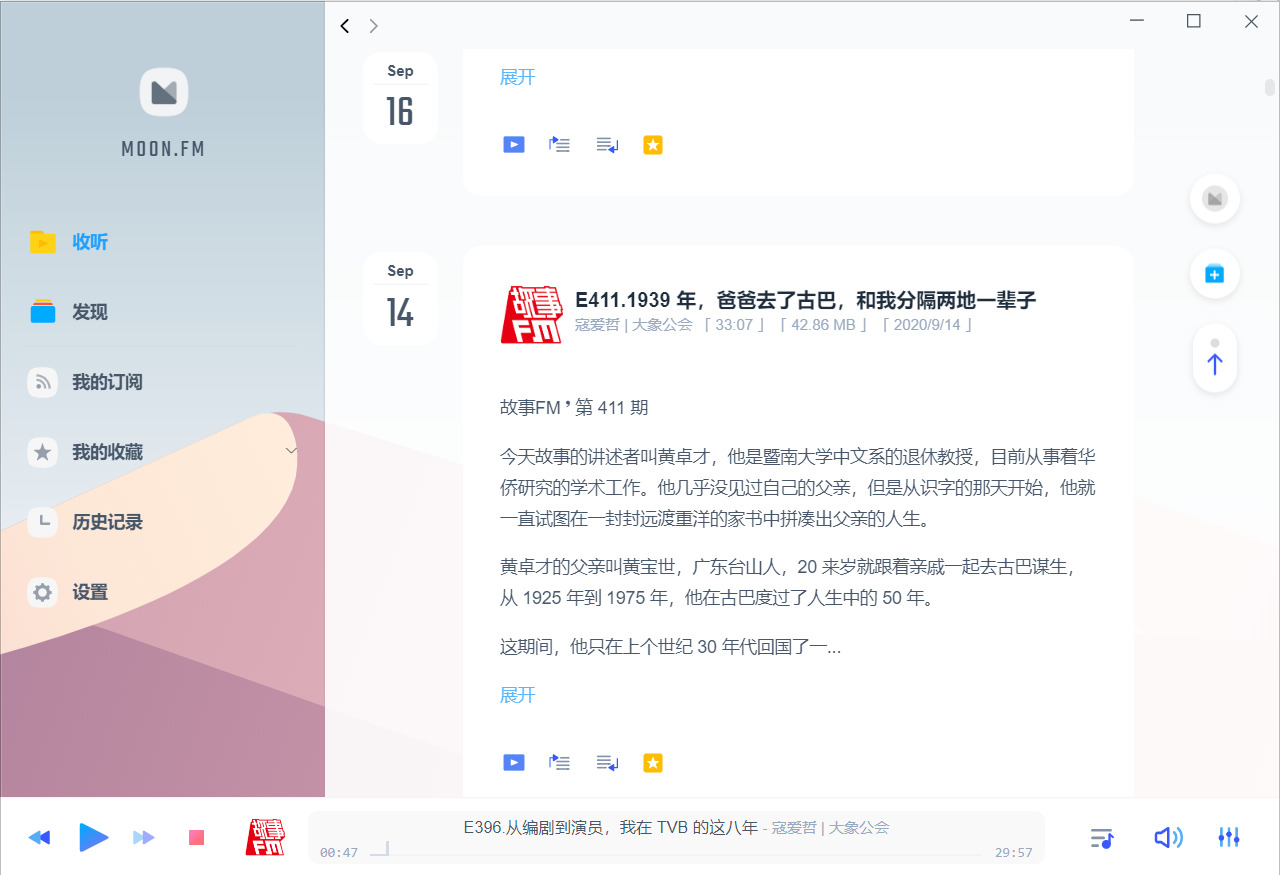 MOON.FM
收听
发现
我的订阅
我的收藏
历史记录
设置
Sep
16
展开
Sep
14
故事FM
E411.1939 年，爸爸去了古巴，和我分隔两地一辈子
寇爱哲 | 大象公会 「 33:07 」 「 42.86 MB 」 「 2020/9/14 」
故事FM❜ 第 411 期
今天故事的讲述者叫黄卓才，他是暨南大学中文系的退休教授，目前从事着华
侨研究的学术工作。他几乎没见过自己的父亲，但是从识字的那天开始，他就
一直试图在一封封远渡重洋的家书中拼凑出父亲的人生。
黄卓才的父亲叫黄宝世，广东台山人，20 来岁就跟着亲戚一起去古巴谋生，
从 1925 年到 1975 年，他在古巴度过了人生中的 50 年。
这期间，他只在上个世纪 30 年代回国了一...
展开
故事FM
E396.从编剧到演员，我在 TVB 的这八年 - 寇爱哲 | 大象公会
00:47
29:57